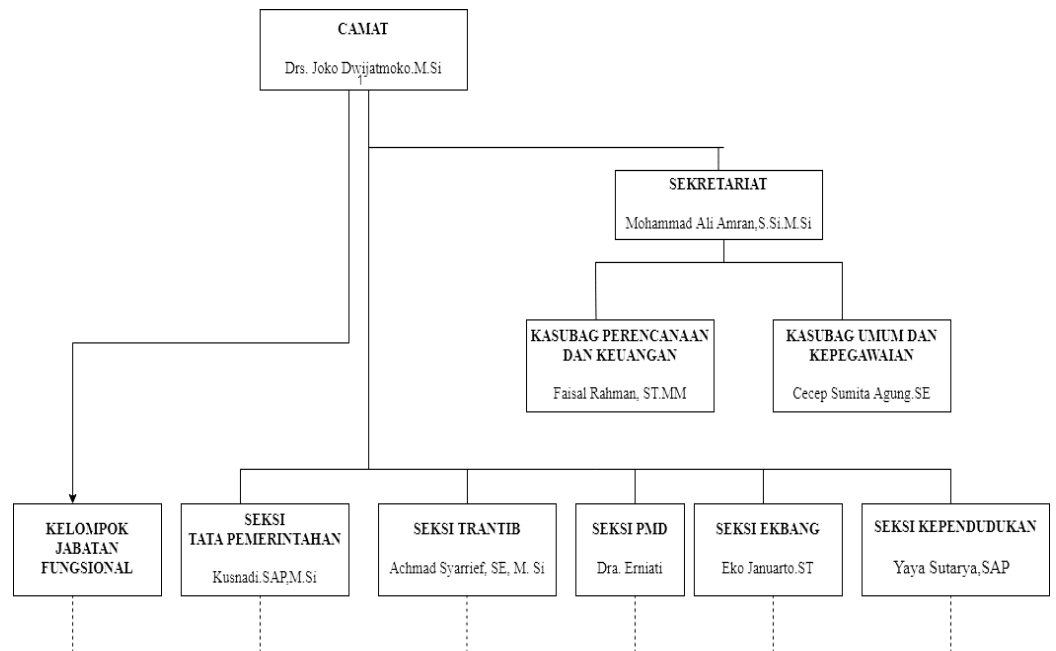 CAMAT
Drs. Joko Dwijatmoko.M.Si
1
SEKRETARIAT
Mohammad Ali Amran,S.Si.M.Si
KASUBAG PERENCANAAN
DAN KEUANGAN
Faisal Rahman, ST.MM
KASUBAG UMUM DAN
KEPEGAWAIAN
Cecep Sumita Agung.SE
KELOMPOK
JABATAN
FUNGSIONAL
SEKSI
TATA PEMERINTAHAN
Kusnadi.SAP,M.Si
SEKSI TRANTIB
Achmad Syarrief, SE, M. Si
SEKSI PMD
Dra. Erniati
SEKSI EKBANG
Eko Januarto.ST
SEKSI KEPENDUDUKAN
Yaya Sutarya,SAP